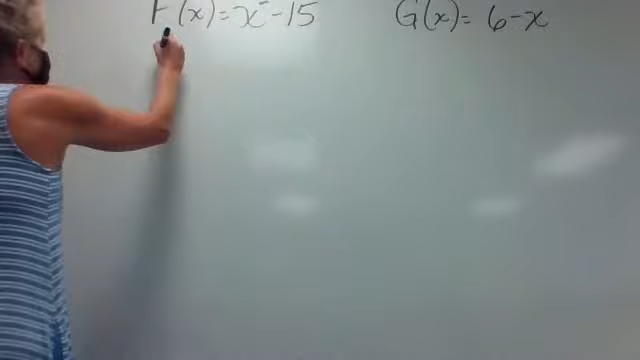 F(x) = x² - 15 G(x) = 6 - x